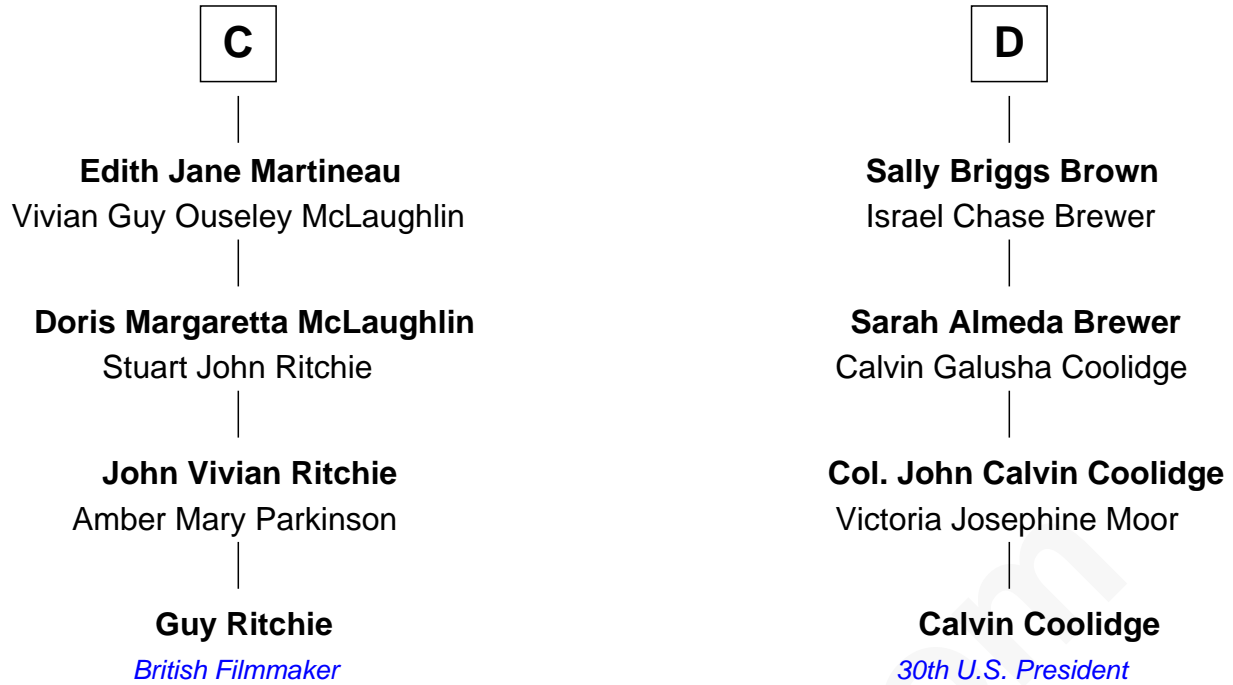 C
Edith Jane Martineau
Vivian Guy Ouseley McLaughlin
Doris Margaretta McLaughlin
Stuart John Ritchie
John Vivian Ritchie
Amber Mary Parkinson
Guy Ritchie
British Filmmaker
D
Sally Briggs Brown
Israel Chase Brewer
Sarah Almeda Brewer
Calvin Galusha Coolidge
Col. John Calvin Coolidge
Victoria Josephine Moor
Calvin Coolidge
30th U.S. President